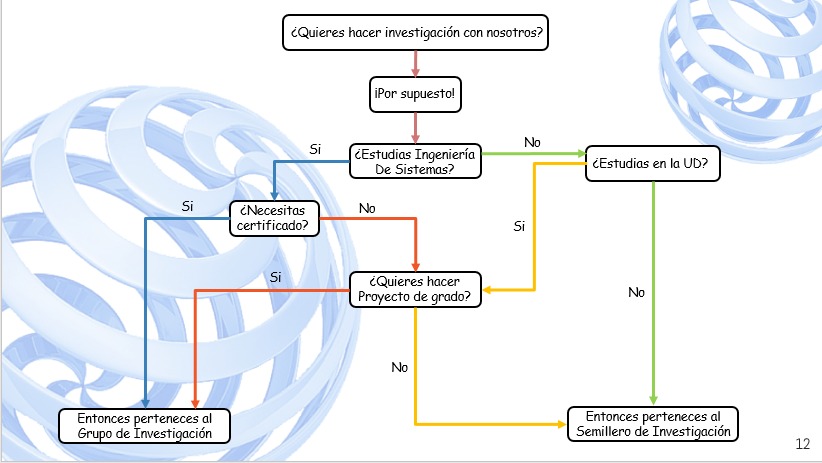 ¿Quieres hacer investigación con nosotros?
¡Por supuesto!
Si
¿Estudias Ingeniería
De Sistemas?
No
¿Estudias en la UD?
Si
¿Necesitas
certificado?
No
Si
Si
¿Quieres hacer
Proyecto de grado?
No
No
Entonces perteneces al
Grupo de Investigación
Entonces perteneces al
Semillero de Investigación
12